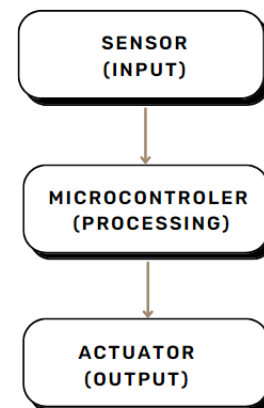 SENSOR
(INPUT)
MICROCONTROLER
(PROCESSING)
ACTUATOR
(OUTPUT)